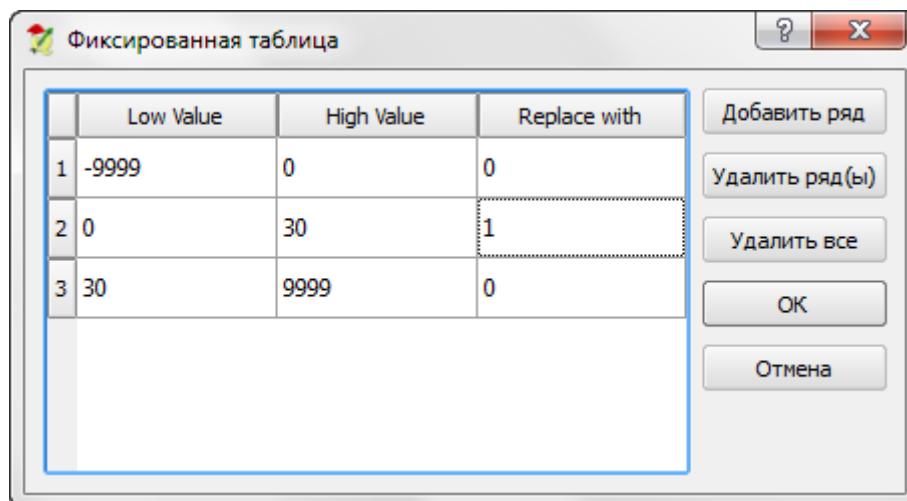 Фиксированная таблица
Low Value High Value Replace with
1 -9999 0 0
2 0 30 1
3 30 9999 0
Добавить ряд
Удалить ряд(ы)
Удалить все
OK
Отмена